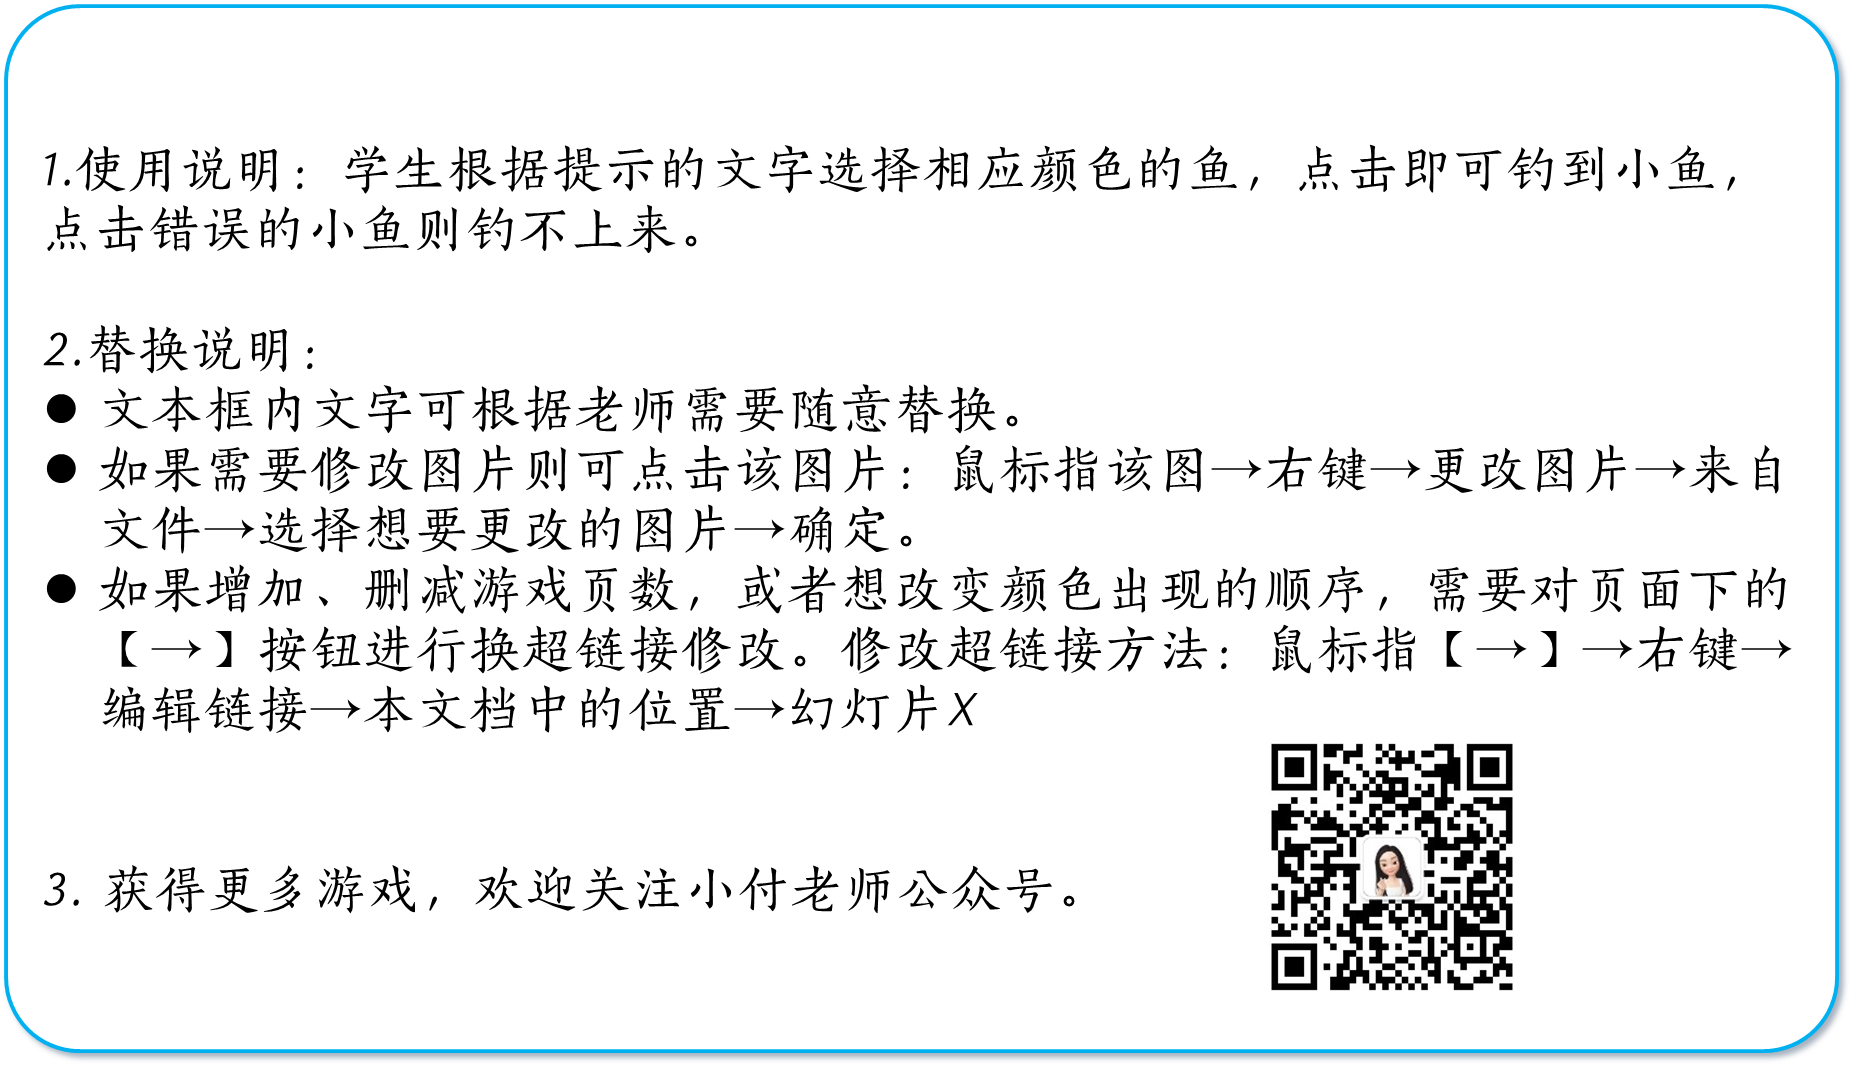 1.使用说明：学生根据提示的文字选择相应颜色的鱼，点击即可钓到小鱼，
点击错误的小鱼则钓不上来。
2.替换说明：
● 文本框内文字可根据老师需要随意替换。
● 如果需要修改图片则可点击该图片：鼠标指该图→右键→更改图片→来自
文件→选择想要更改的图片→确定。
● 如果增加、删减游戏页数，或者想改变颜色出现的顺序，需要对页面下的
【→】按钮进行换超链接修改。修改超链接方法：鼠标指【→】→右键→
编辑链接→本文档中的位置→幻灯片X
3. 获得更多游戏，欢迎关注小付老师公众号。